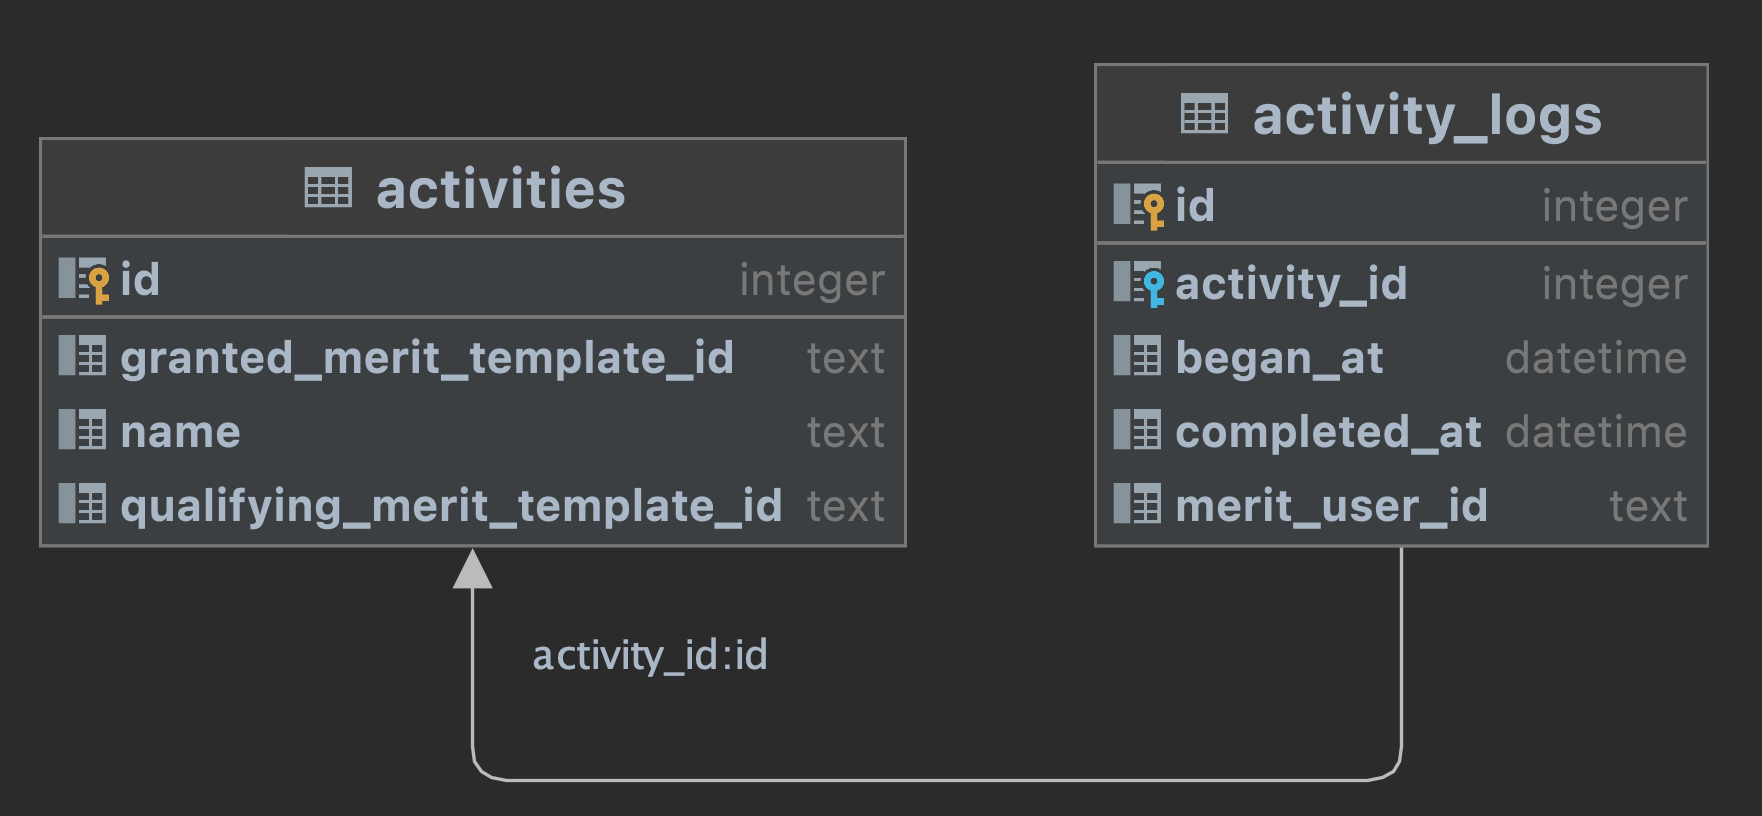 activities
id integer
granted_merit_template_id text
name text
qualifying_merit_template_id text
activity_logs
id integer
activity_id integer
began_at datetime
completed_at datetime
merit_user_id text
activity_id:id